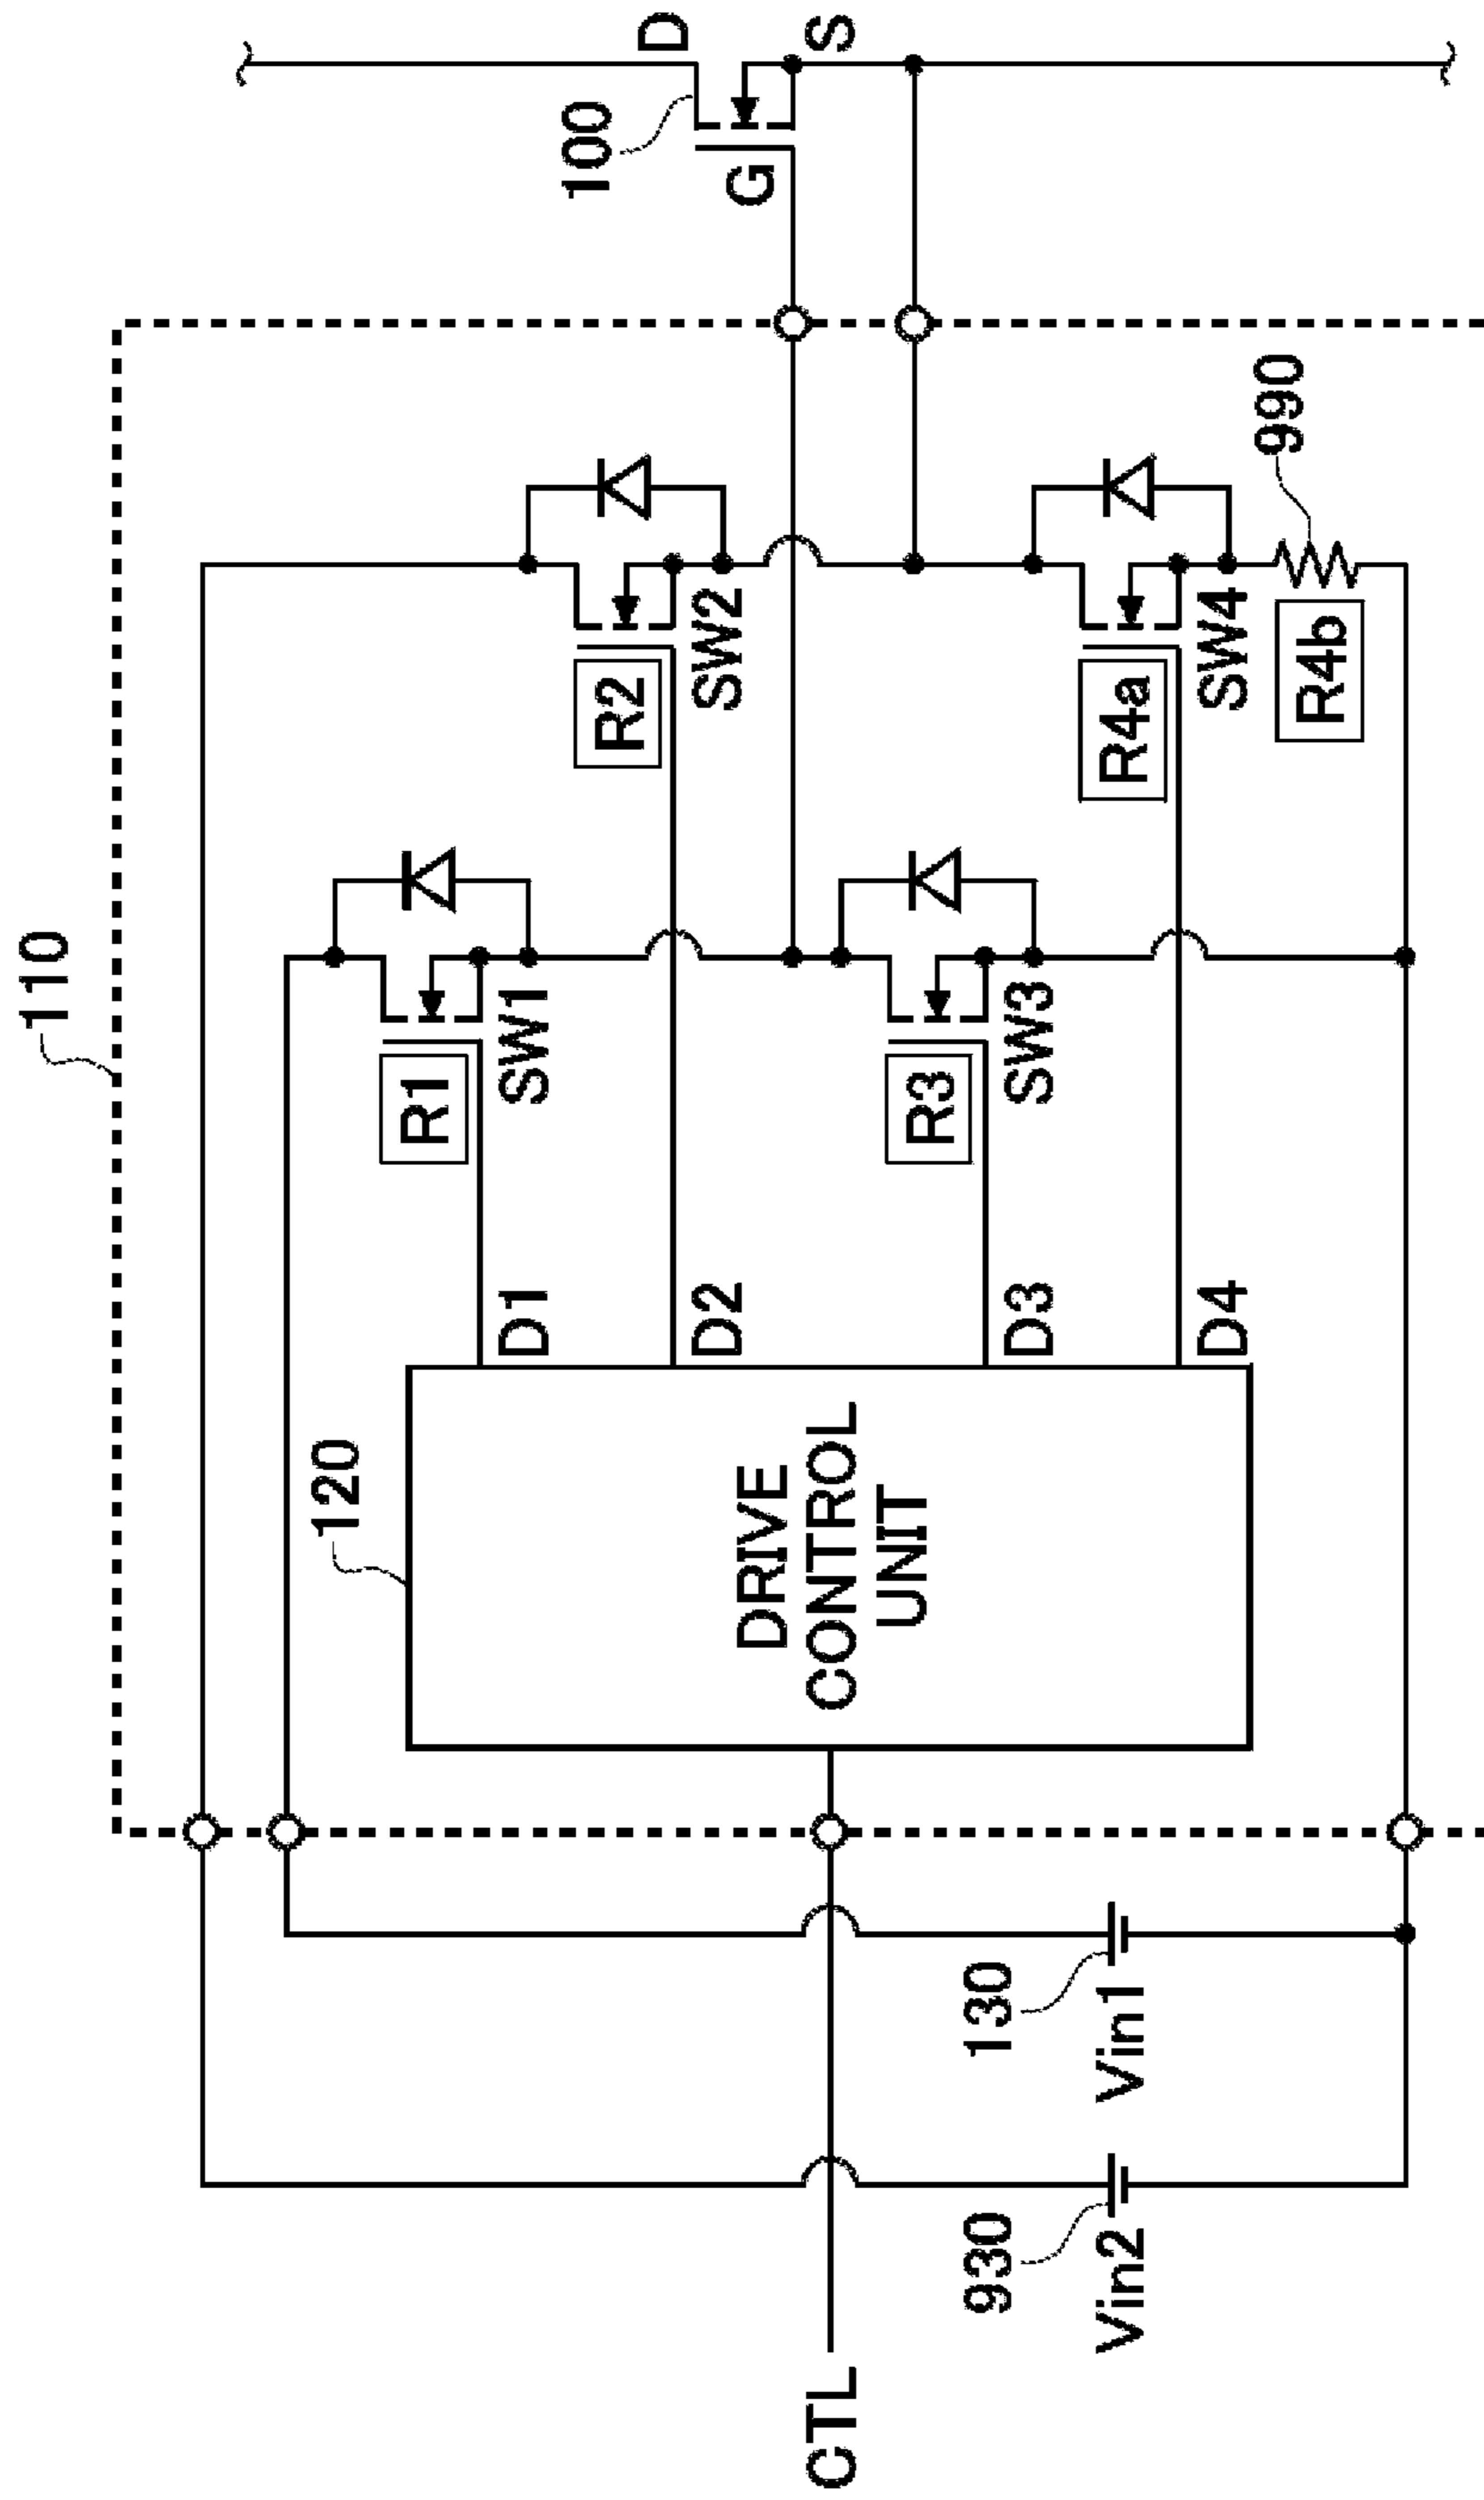 110
120
DRIVE
CONTROL
UNIT
D1
D2
D3
D4
R1
SW1
R2
SW2
R3
SW3
R4a
SW4
R4b
990
100
D
G
S
130
Vin1
930
Vin2
CTL